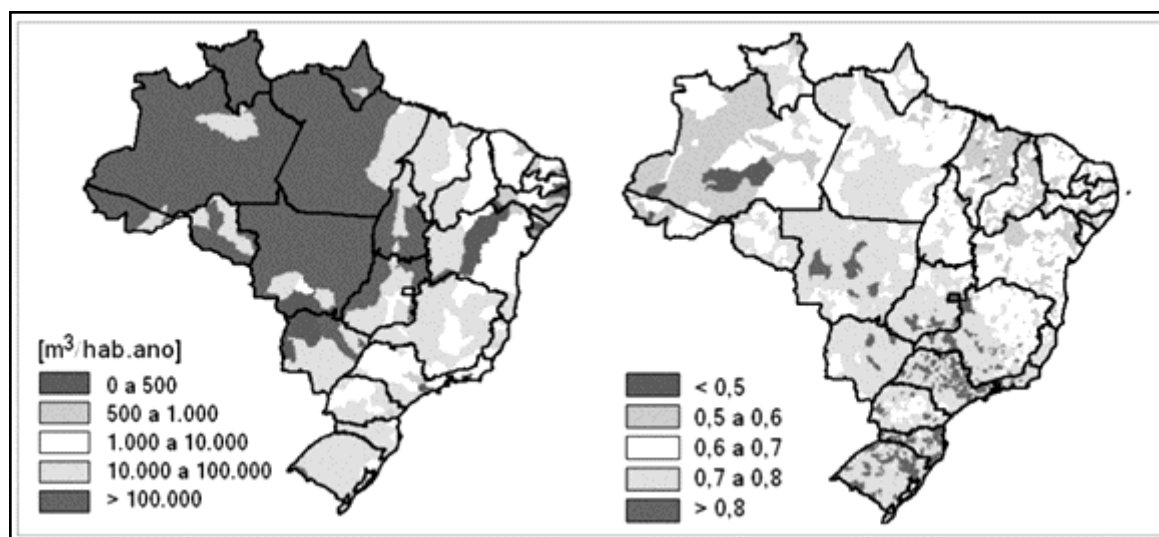 [m³/hab.ano]
0 a 500
500 a 1.000
1.000 a 10.000
10.000 a 100.000
> 100.000
< 0,5
0,5 a 0,6
0,6 a 0,7
0,7 a 0,8
> 0,8